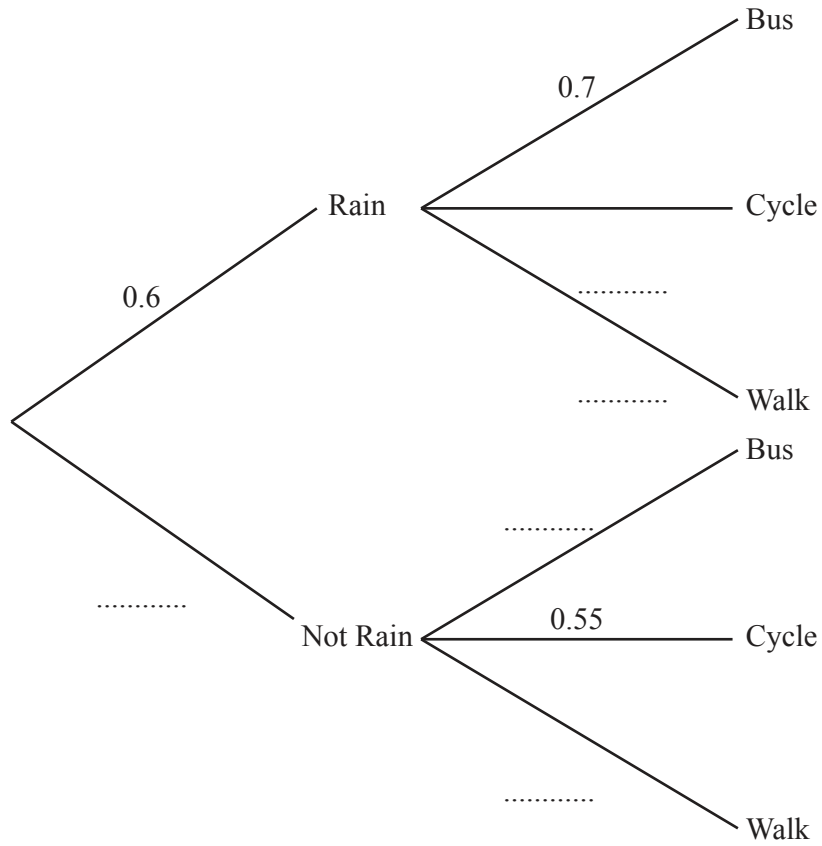 Bus
0.7
Rain
Cycle
0.6
............
............
Walk
Bus
............
............
0.55
Not Rain
Cycle
............
Walk